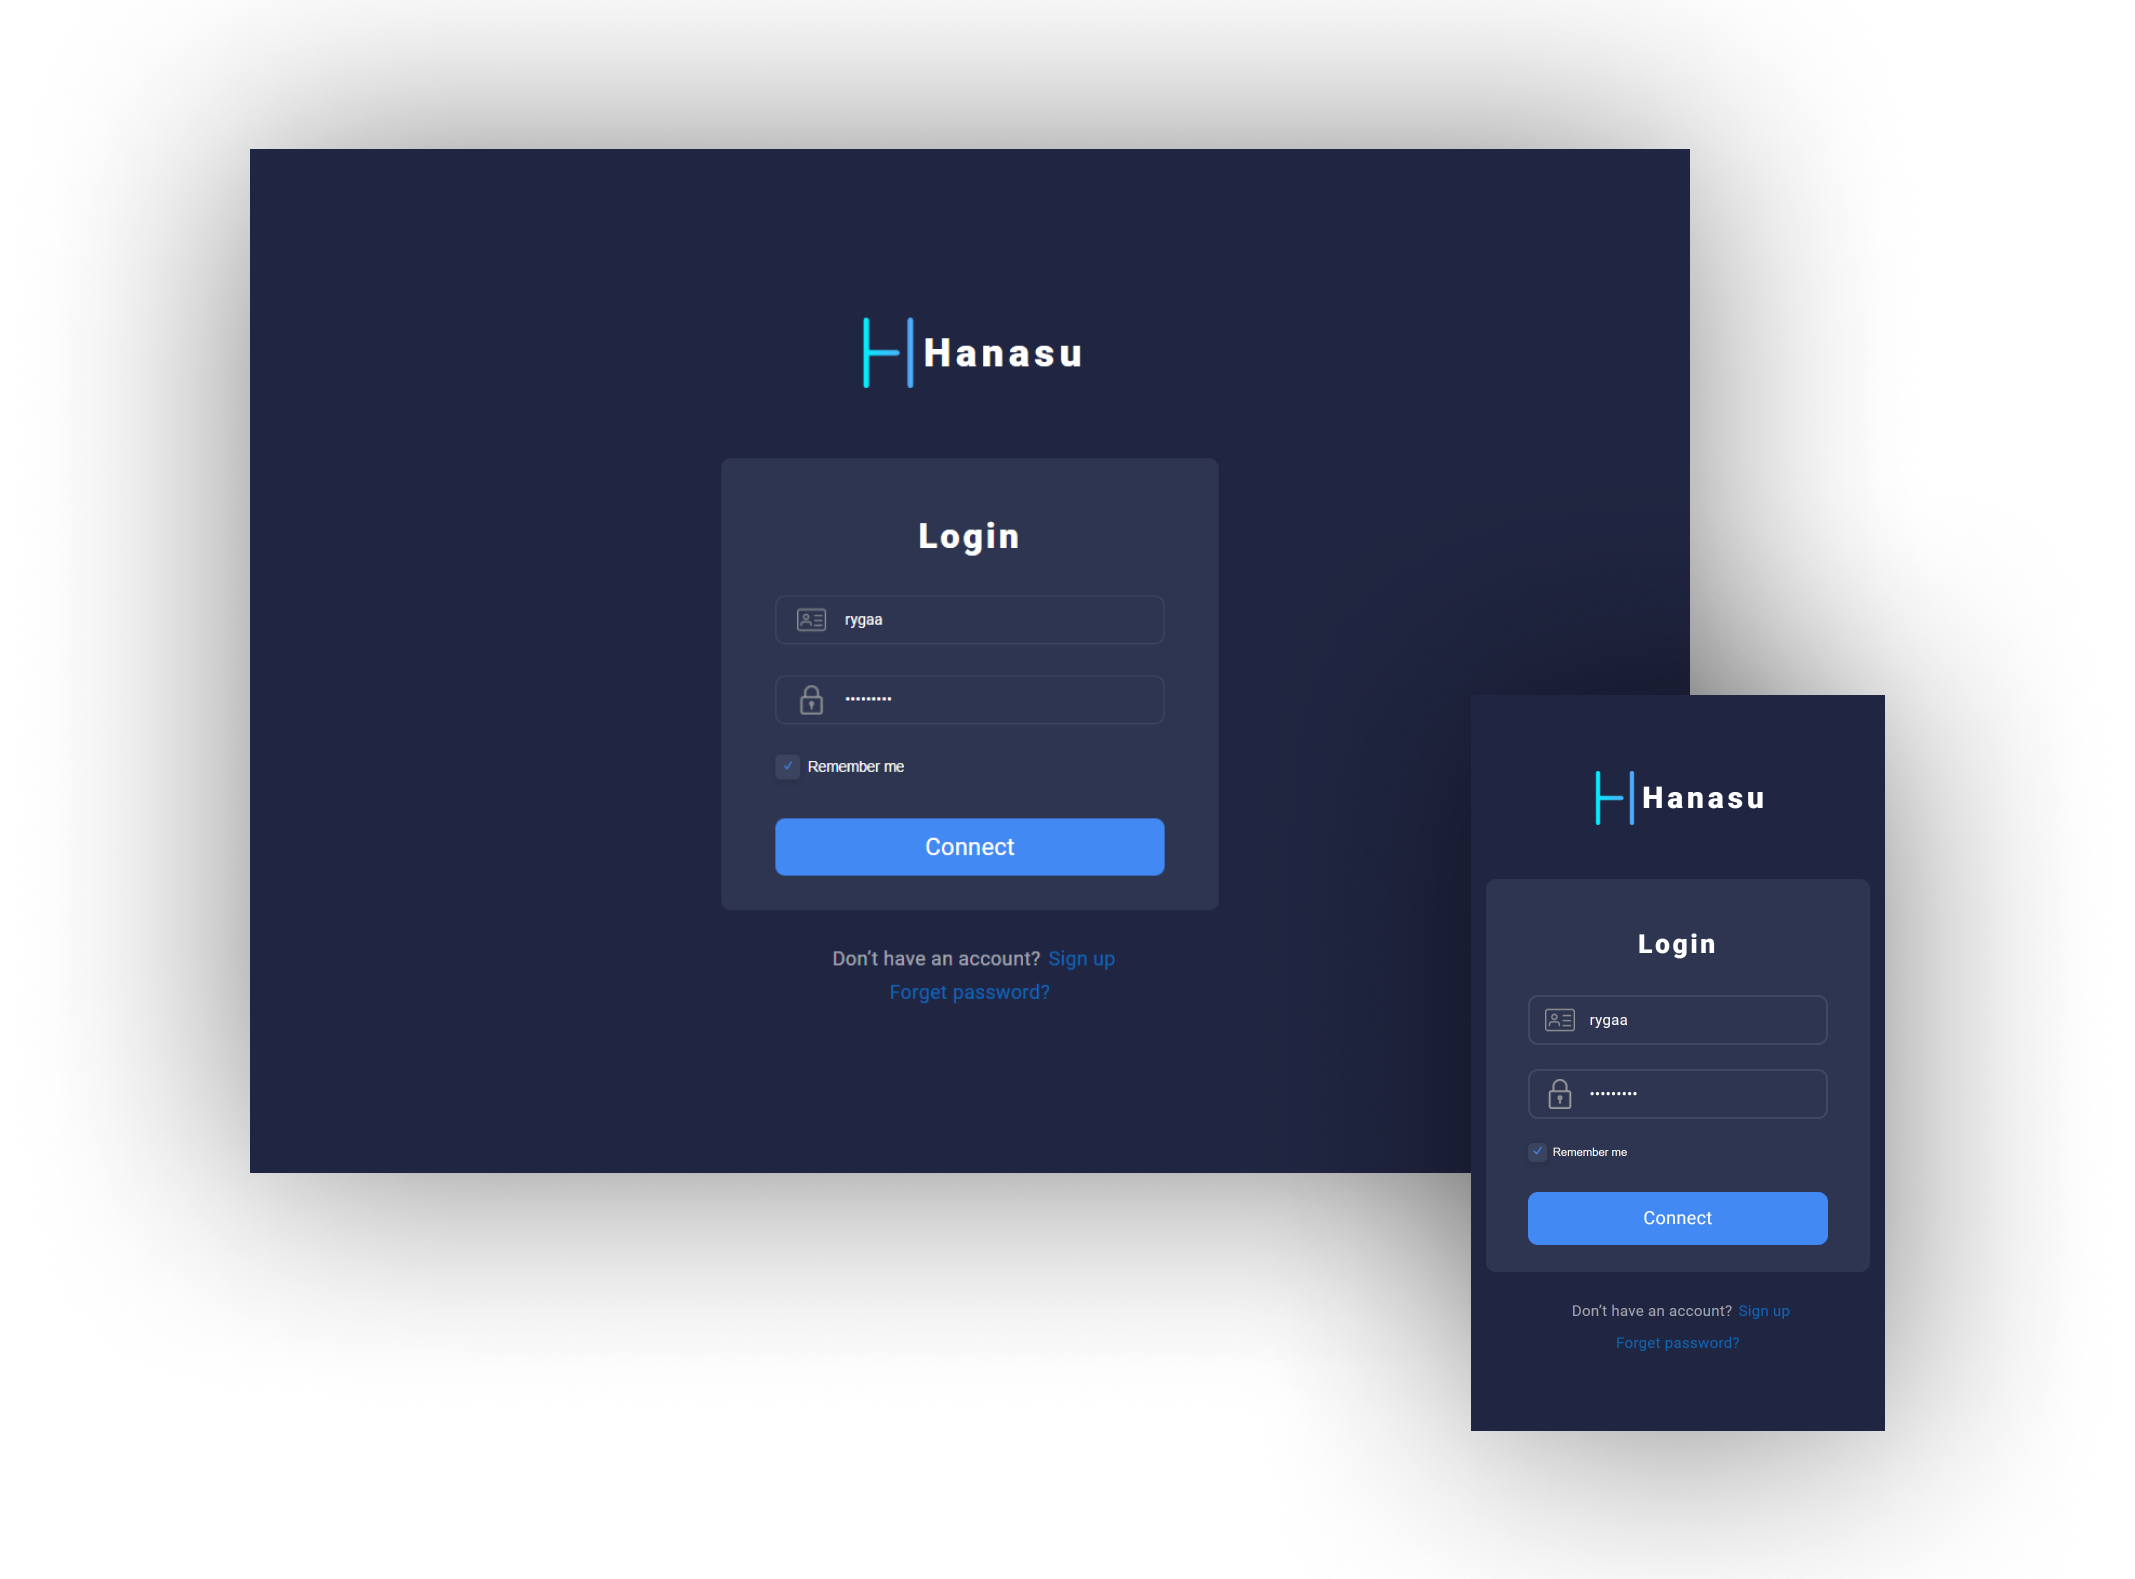 Hanasu
Login
rygaa
•••••••••
Remember me
Connect
Don't have an account? Sign up
Forget password?
Hanasu
Login
rygaa
•••••••••
Remember me
Connect
Don't have an account? Sign up
Forget password?